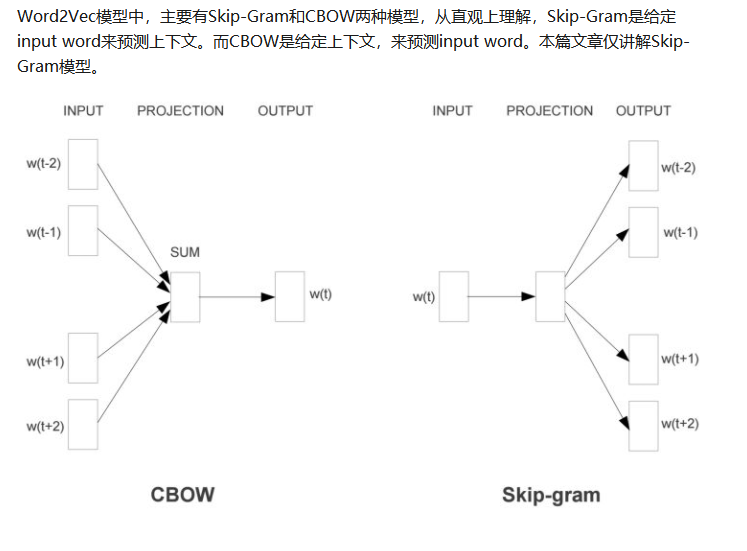 Word2Vec模型中，主要有Skip-Gram和CBOW两种模型，从直观上理解，Skip-Gram是给定
input word来预测上下文。而CBOW是给定上下文，来预测input word。本篇文章仅讲解Skip-
Gram模型。
INPUT PROJECTION OUTPUT
w(t-2)
w(t-1)
SUM
w(t)
w(t+1)
w(t+2)
CBOW
INPUT PROJECTION OUTPUT
w(t-2)
w(t-1)
w(t)
w(t+1)
w(t+2)
Skip-gram